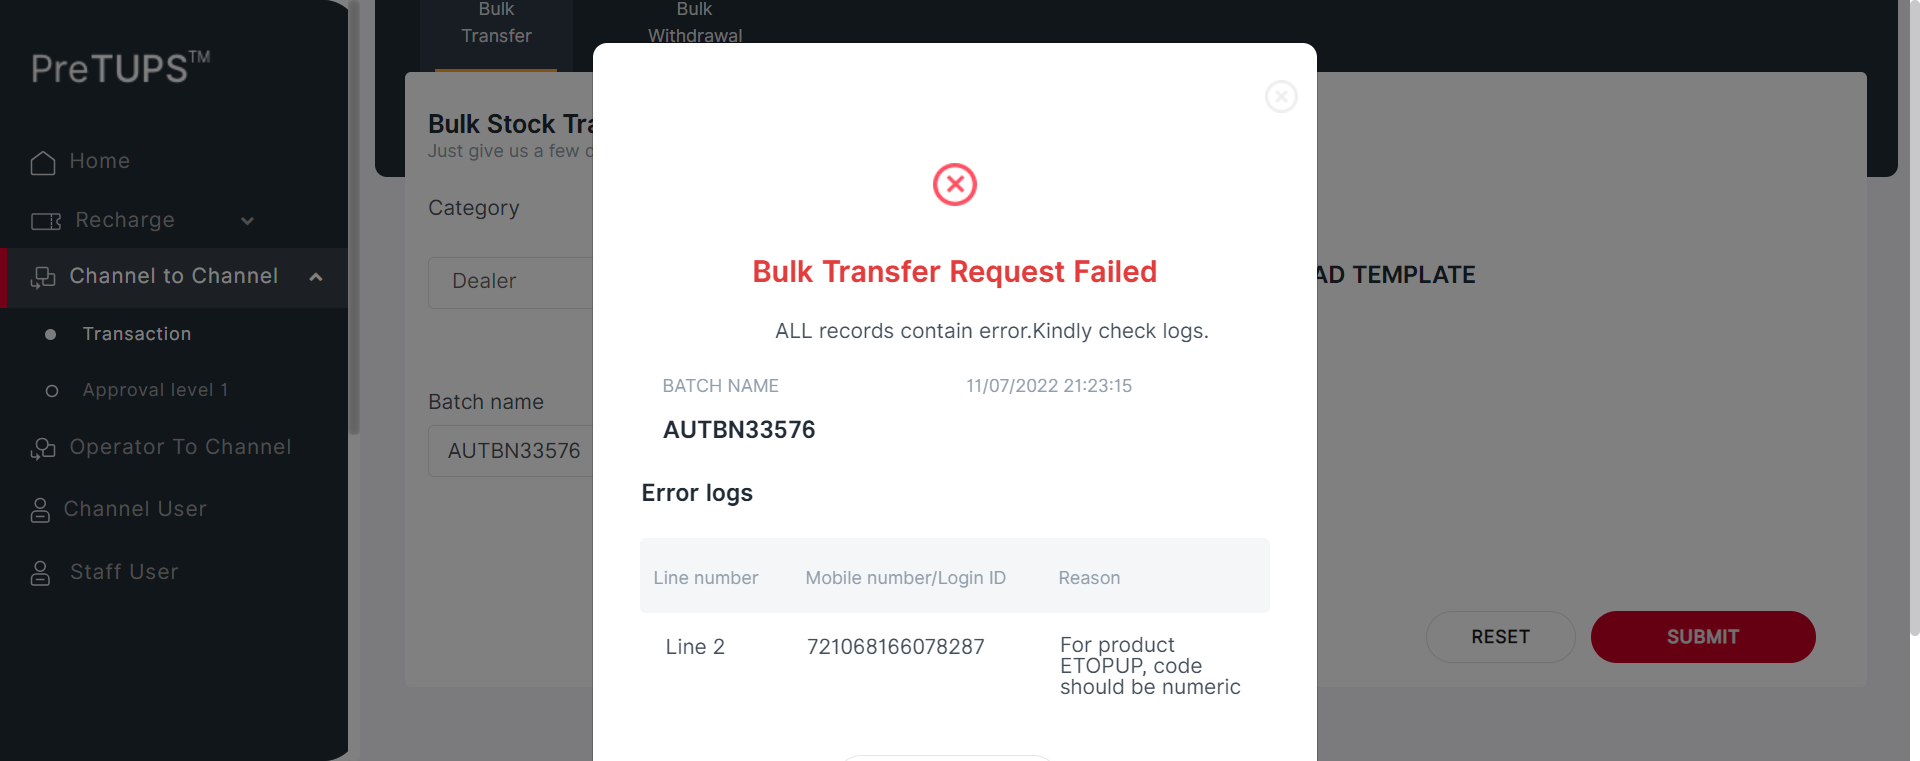 PreTUPS™
Home
Recharge
Channel to Channel
Transaction
Approval level 1
Operator To Channel
Channel User
Staff User
Bulk
Transfer
Bulk
Withdrawal
Bulk Stock
Just give us a few
Category
Dealer
Batch name
AUTBN33576
TEMPLATE
RESET
SUBMIT
Bulk Transfer Request Failed
ALL records contain error.Kindly check logs.
BATCH NAME 11/07/2022 21:23:15
AUTBN33576
Error logs
Line number Mobile number/Login ID Reason
Line 2 721068166078287 For product
ETOPUP, code
should be numeric